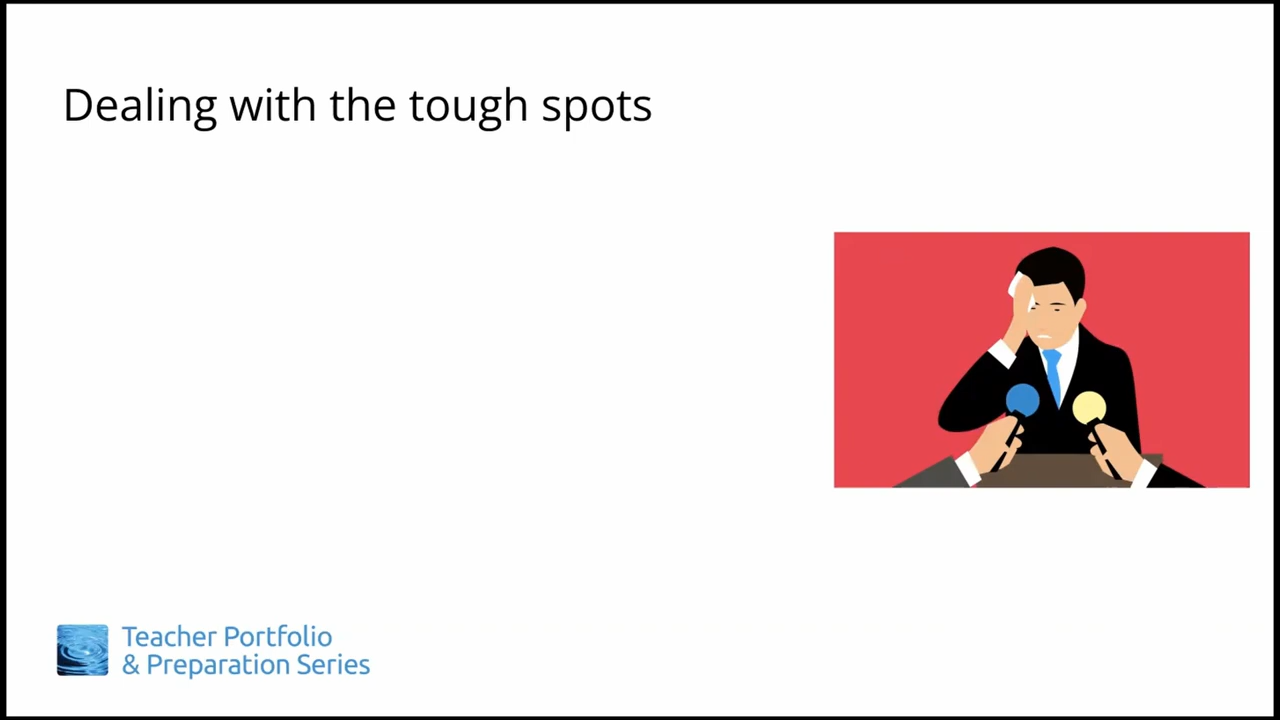 Dealing with the tough spots
Teacher Portfolio
& Preparation Series